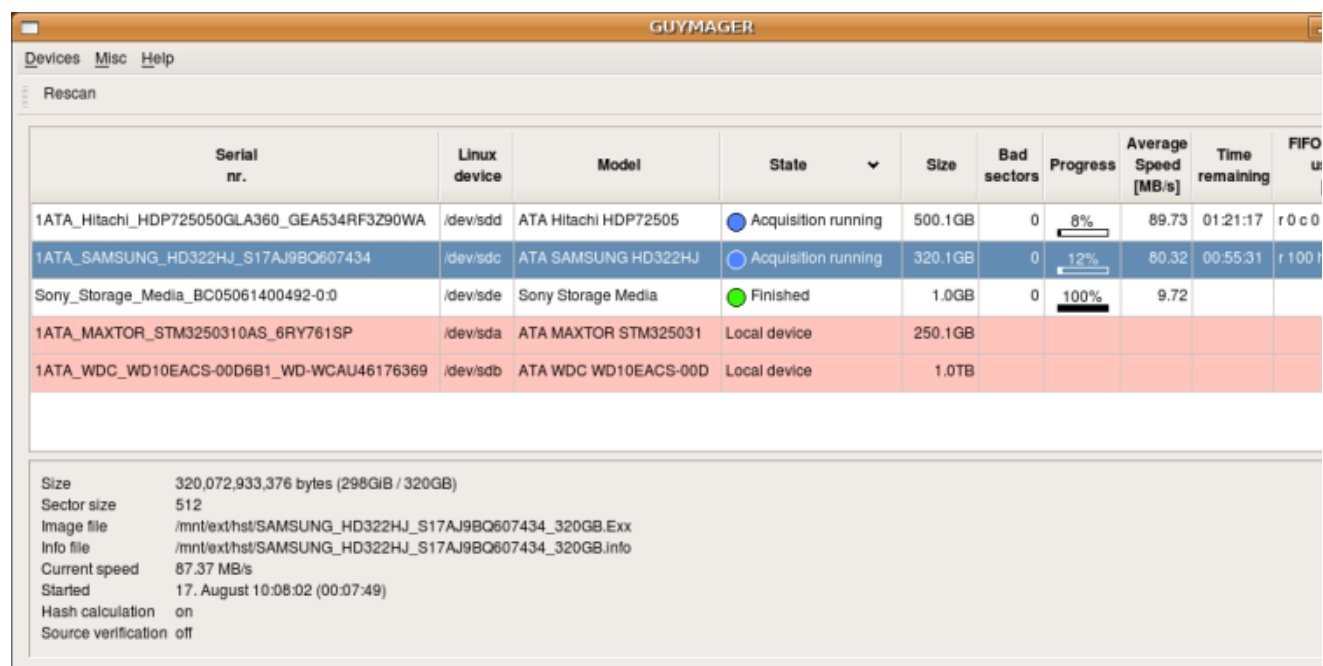 GUYMAGER
Devices Misc Help
Rescan
Serial nr. Linux device Model State Size Bad sectors Progress Average Speed [MB/s] Time remaining FIFO
1ATA_Hitachi_HDP725050GLA360_GEA534RF3Z90WA /dev/sdd ATA Hitachi HDP72505 Acquisition running 500.1GB 0 8% 89.73 01:21:17 r 0 c 0
1ATA_SAMSUNG_HD322HJ_S17AJ9BQ607434 /dev/sdc ATA SAMSUNG HD322HJ Acquisition running 320.1GB 0 12% 80.32 00:55:31 r 100 h
Sony_Storage_Media_BC05061400492-0:0 /dev/sde Sony Storage Media Finished 1.0GB 0 100% 9.72
1ATA_MAXTOR_STM3250310AS_6RY761SP /dev/sda ATA MAXTOR STM325031 Local device 250.1GB
1ATA_WDC_WD10EACS-00D6B1_WD-WCAU46176369 /dev/sdb ATA WDC WD10EACS-00D Local device 1.0TB
Size 320,072,933,376 bytes (298GiB / 320GB)
Sector size 512
Image file /mnt/ext/hst/SAMSUNG_HD322HJ_S17AJ9BQ607434_320GB.Exx
Info file /mnt/ext/hst/SAMSUNG_HD322HJ_S17AJ9BQ607434_320GB.info
Current speed 87.37 MB/s
Started 17. August 10:08:02 (00:07:49)
Hash calculation on
Source verification off